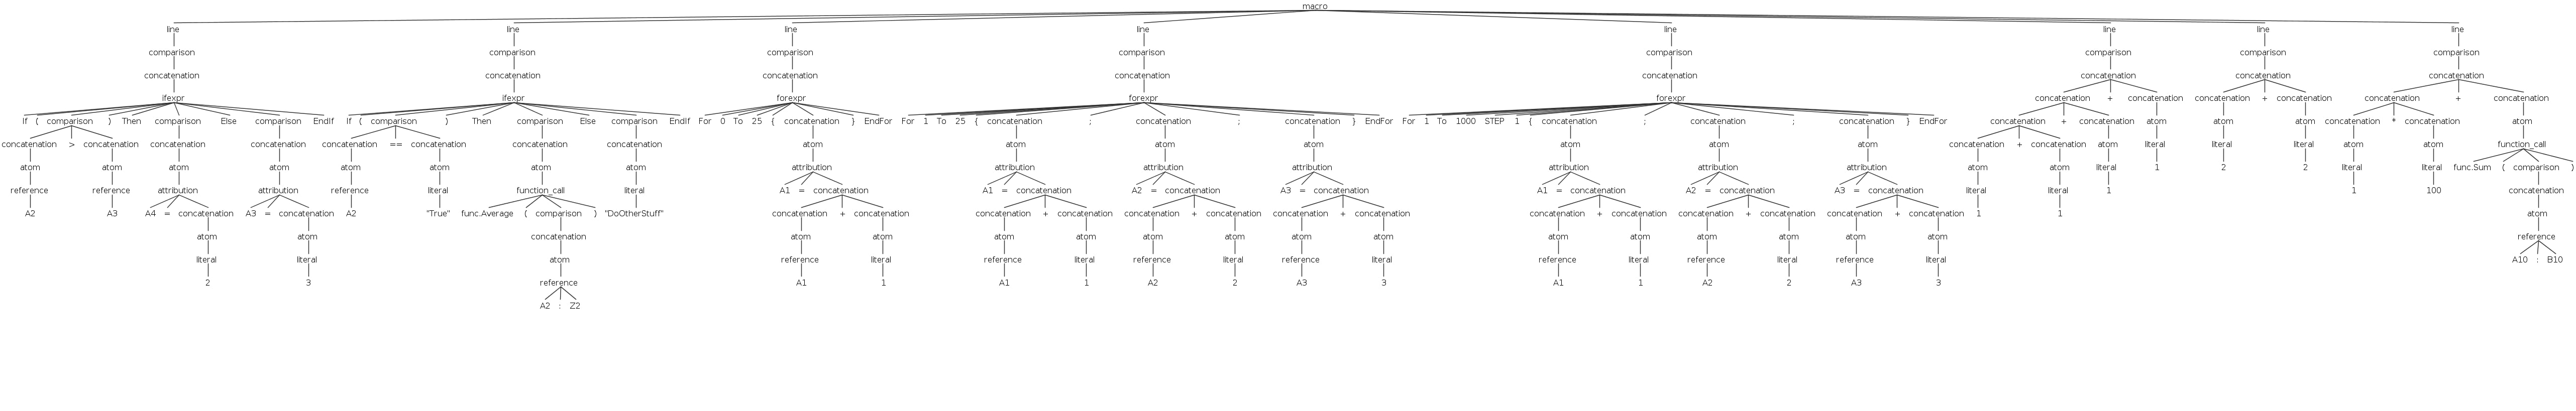 macro
line line line line line line line line
comparison comparison comparison comparison comparison comparison comparison comparison
concatenation concatenation concatenation concatenation concatenation concatenation concatenation concatenation
ifexpr ifexpr forexpr forexpr forexpr concatenation + concatenation concatenation + concatenation concatenation + concatenation
If ( comparison ) Then comparison Else comparison EndIf If ( comparison ) Then comparison Else comparison EndIf For 0 To 25 { concatenation } EndFor For 1 To 25 { concatenation ; concatenation ; concatenation } EndFor For 1 To 1000 STEP 1 { concatenation ; concatenation ; concatenation } EndFor concatenation + concatenation atom atom atom concatenation * concatenation atom
concatenation > concatenation concatenation concatenation concatenation == concatenation concatenation concatenation atom atom atom atom atom atom atom concatenation + concatenation atom literal literal literal atom atom function_call
atom atom atom atom atom atom atom atom attribution attribution attribution attribution attribution attribution attribution atom atom literal 1 2 2 literal literal func.Sum ( comparison )
reference reference attribution attribution reference literal function_call literal A1 = concatenation A1 = concatenation A2 = concatenation A3 = concatenation A1 = concatenation A2 = concatenation A3 = concatenation literal literal 1 1 100 concatenation
A2 A3 A4 = concatenation A3 = concatenation A2 "True" func.Average ( comparison ) "DoOtherStuff" concatenation + concatenation concatenation + concatenation concatenation + concatenation concatenation + concatenation concatenation + concatenation concatenation + concatenation concatenation + concatenation 1 1 atom
atom atom concatenation atom atom atom atom atom atom atom atom atom atom atom atom atom atom reference
literal literal atom reference literal reference literal reference literal reference literal reference literal reference literal reference literal A10 : B10
2 3 reference A1 1 A1 1 A2 2 A3 3 A1 1 A2 2 A3 3
A2 : Z2